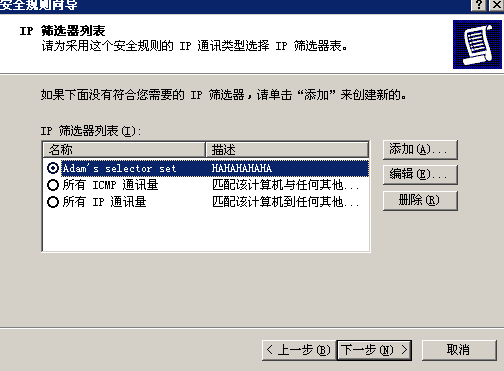 安全规则向导
IP 筛选器列表
请为采用这个安全规则的 IP 通讯类型选择 IP 筛选器表。
如果下面没有符合您需要的 IP 筛选器，请单击“添加”来创建新的。
IP 筛选器列表(I):
名称 描述
Adam's selector set HAHAHAHAHA
所有 ICMP 通讯量 匹配该计算机与任何其他...
所有 IP 通讯量 匹配该计算机到任何其他...
添加(A)...
编辑(E)...
删除(R)
< 上一步(B) 下一步(N) > 取消